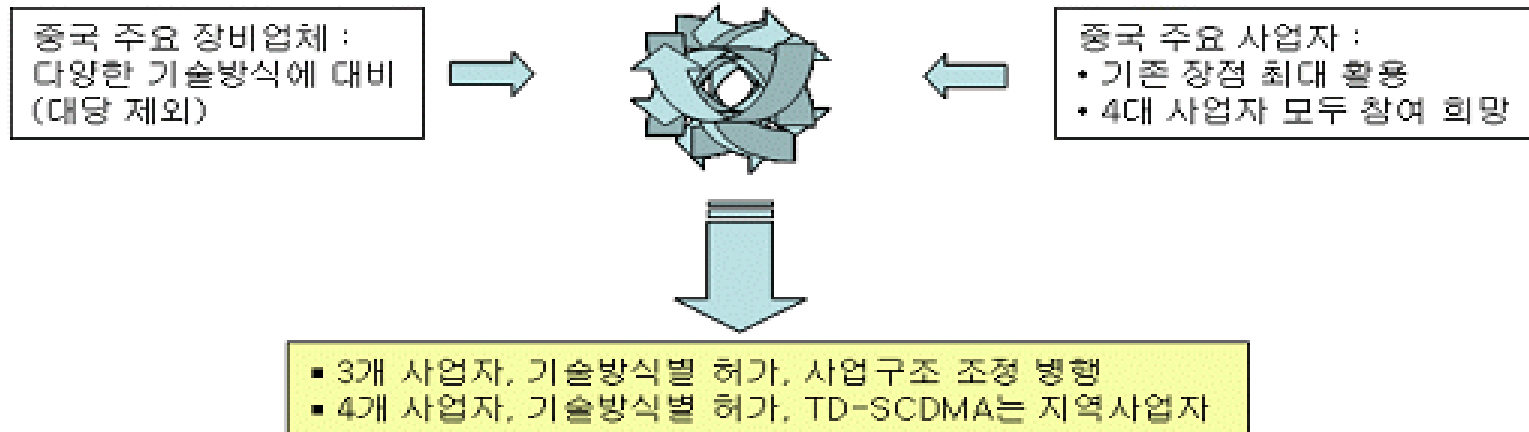 중국 주요 장비업체 :
다양한 기술방식에 대비
(대당 제외)
중국 주요 사업자 :
• 기존 장점 최대 활용
• 4대 사업자 모두 참여 희망
▪ 3개 사업자, 기술방식별 허가, 사업구조 조정 병행
▪ 4개 사업자, 기술방식별 허가, TD-SCDMA는 지역사업자